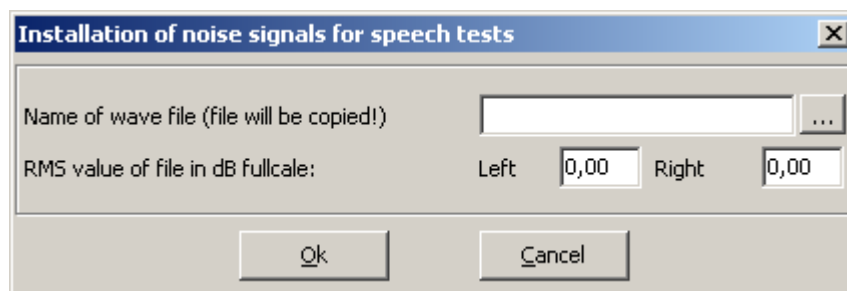 Installation of noise signals for speech tests
Name of wave file (file will be copied!) ...
RMS value of file in dB fullcale: Left 0,00 Right 0,00
Ok Cancel